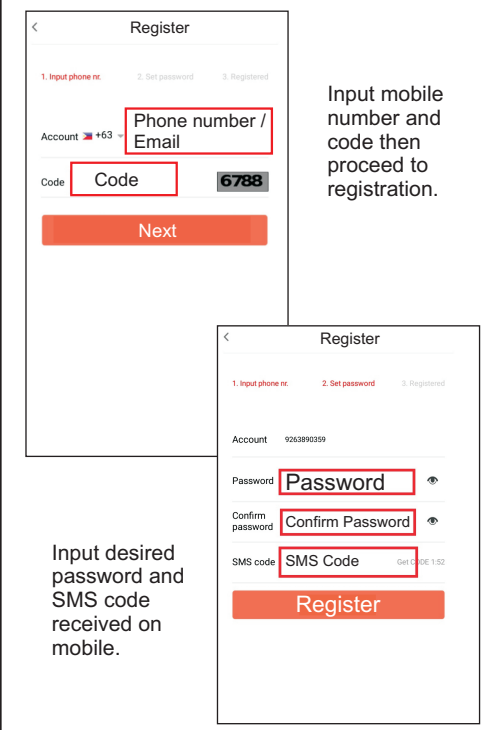 Register
1. Input phone nr. 2. Set password 3. Registered
Account +63 Phone number /
Email
Code Code 6788
Next
Input mobile
number and
code then
proceed to
registration.
Register
1. Input phone nr. 2. Set password 3. Registered
Account 9263890359
Password Password
Confirm
password Confirm Password
SMS code SMS Code Get CODE 1:52
Register
Input desired
password and
SMS code
received on
mobile.